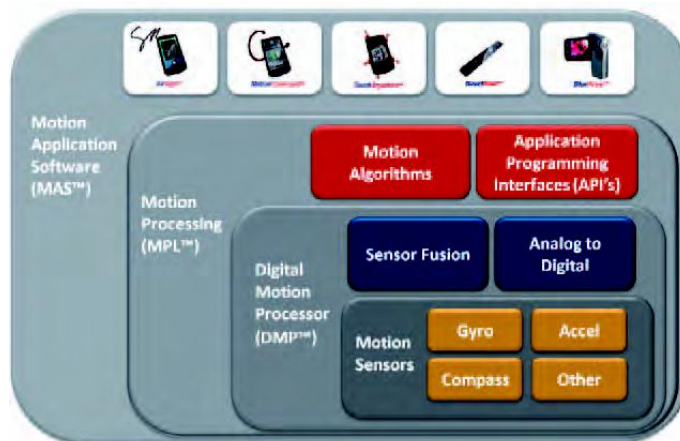 Motion
Application
Software
(MAS™)
Motion
Processing
(MPL™)
Motion
Algorithms
Application
Programming
Interfaces (API's)
Digital
Motion
Processor
(DMP™)
Sensor Fusion
Analog to
Digital
Motion
Sensors
Gyro
Accel
Compass
Other